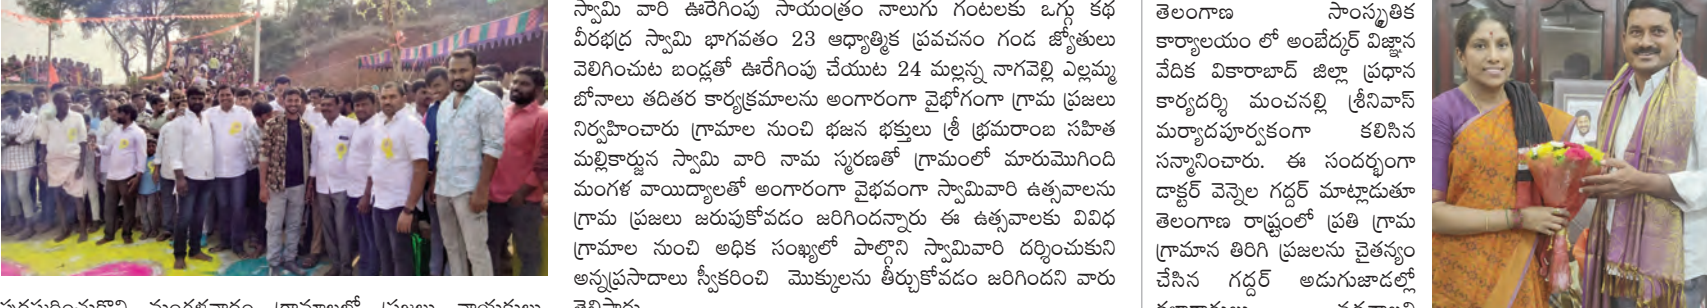 స్వామి వారి ఊరేగింపు సాయంత్రం నాలుగు గంటలకు ఒగ్గు కథ
వీరభద్ర స్వామి భాగవతం 23 ఆధ్యాత్మిక ప్రవచనం గండ జ్యోతులు
వెలిగించుట బండ్లతో ఊరేగింపు చేయుట 24 మల్లన్న నాగవెల్లి ఎల్లమ్మ
బోనాలు తదితర కార్యక్రమాలను అంగారంగా వైభోగంగా గ్రామ ప్రజలు
నిర్వహించారు గ్రామాల నుంచి భజన భక్తులు శ్రీ భ్రమరాంబ సహిత
మల్లికార్జున స్వామి వారి నామ స్మరణతో గ్రామంలో మారుమొగింది
మంగళ వాయిద్యాలతో అంగారంగా వైభవంగా స్వామివారి ఉత్సవాలను
గ్రామ ప్రజలు జరుపుకోవడం జరిగిందన్నారు ఈ ఉత్సవాలకు వివిధ
గ్రామాల నుంచి అధిక సంఖ్యలో పాల్గొని స్వామివారి దర్శించుకుని
అన్నప్రసాదాలు స్వీకరించి మొక్కులను తీర్చుకోవడం జరిగిందని వారు
తెలంగాణ సాంస్కృతిక
కార్యాలయం లో అంబేద్కర్ విజ్ఞాన
వేదిక వికారాబాద్ జిల్లా ప్రధాన
కార్యదర్శి మంచనల్లి శ్రీనివాస్
మర్యాదపూర్వకంగా కలిసిన
సన్మానించారు. ఈ సందర్భంగా
డాక్టర్ వెన్నెల గద్దర్ మాట్లాడుతూ
తెలంగాణ రాష్ట్రంలో ప్రతి గ్రామ
గ్రామాన తిరిగి ప్రజలను చైతన్యం
చేసిన గద్దర్ అడుగుజాడల్లో